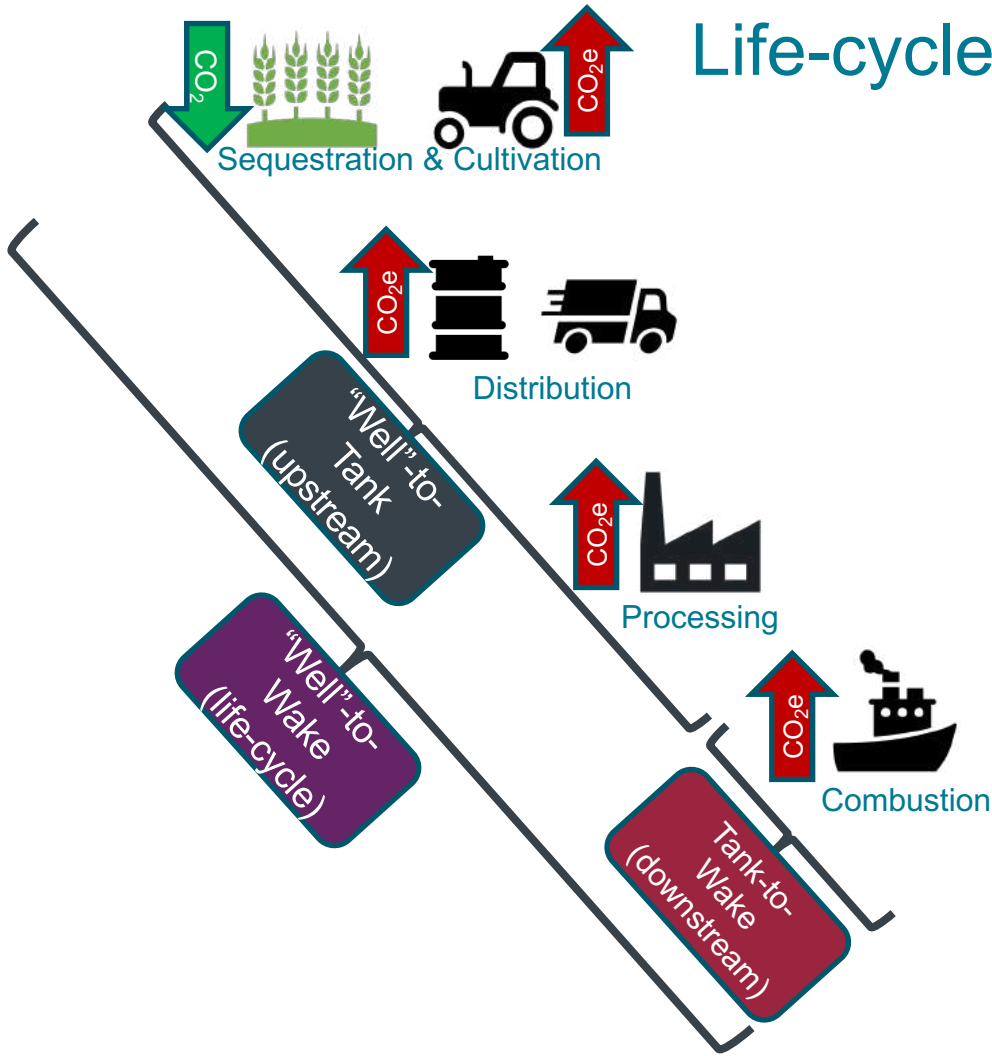 Life-cycle
CO₂
CO₂e
Sequestration & Cultivation
CO₂e
Distribution
“Well”-to-
Tank
(upstream)
CO₂e
Processing
“Well”-to-
Wake
(life-cycle)
CO₂e
Combustion
Tank-to-
Wake
(downstream)